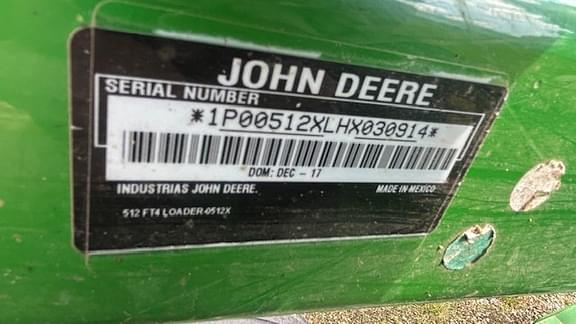 JOHN DEERE
SERIAL NUMBER
*1P00512XLHX030914*
DOM: DEC - 17
INDUSTRIAS JOHN DEERE. MADE IN MEXICO
512 FT4 LOADER-0512X